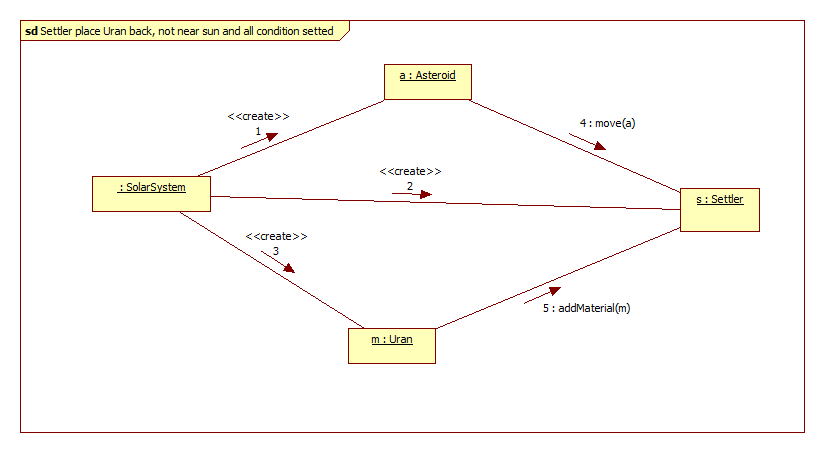 sd Settler place Uran back, not near sun and all condition setted
a : Asteroid
<<create>>
1
4 : move(a)
<<create>>
2
: SolarSystem
s : Settler
<<create>>
3
5 : addMaterial(m)
m : Uran